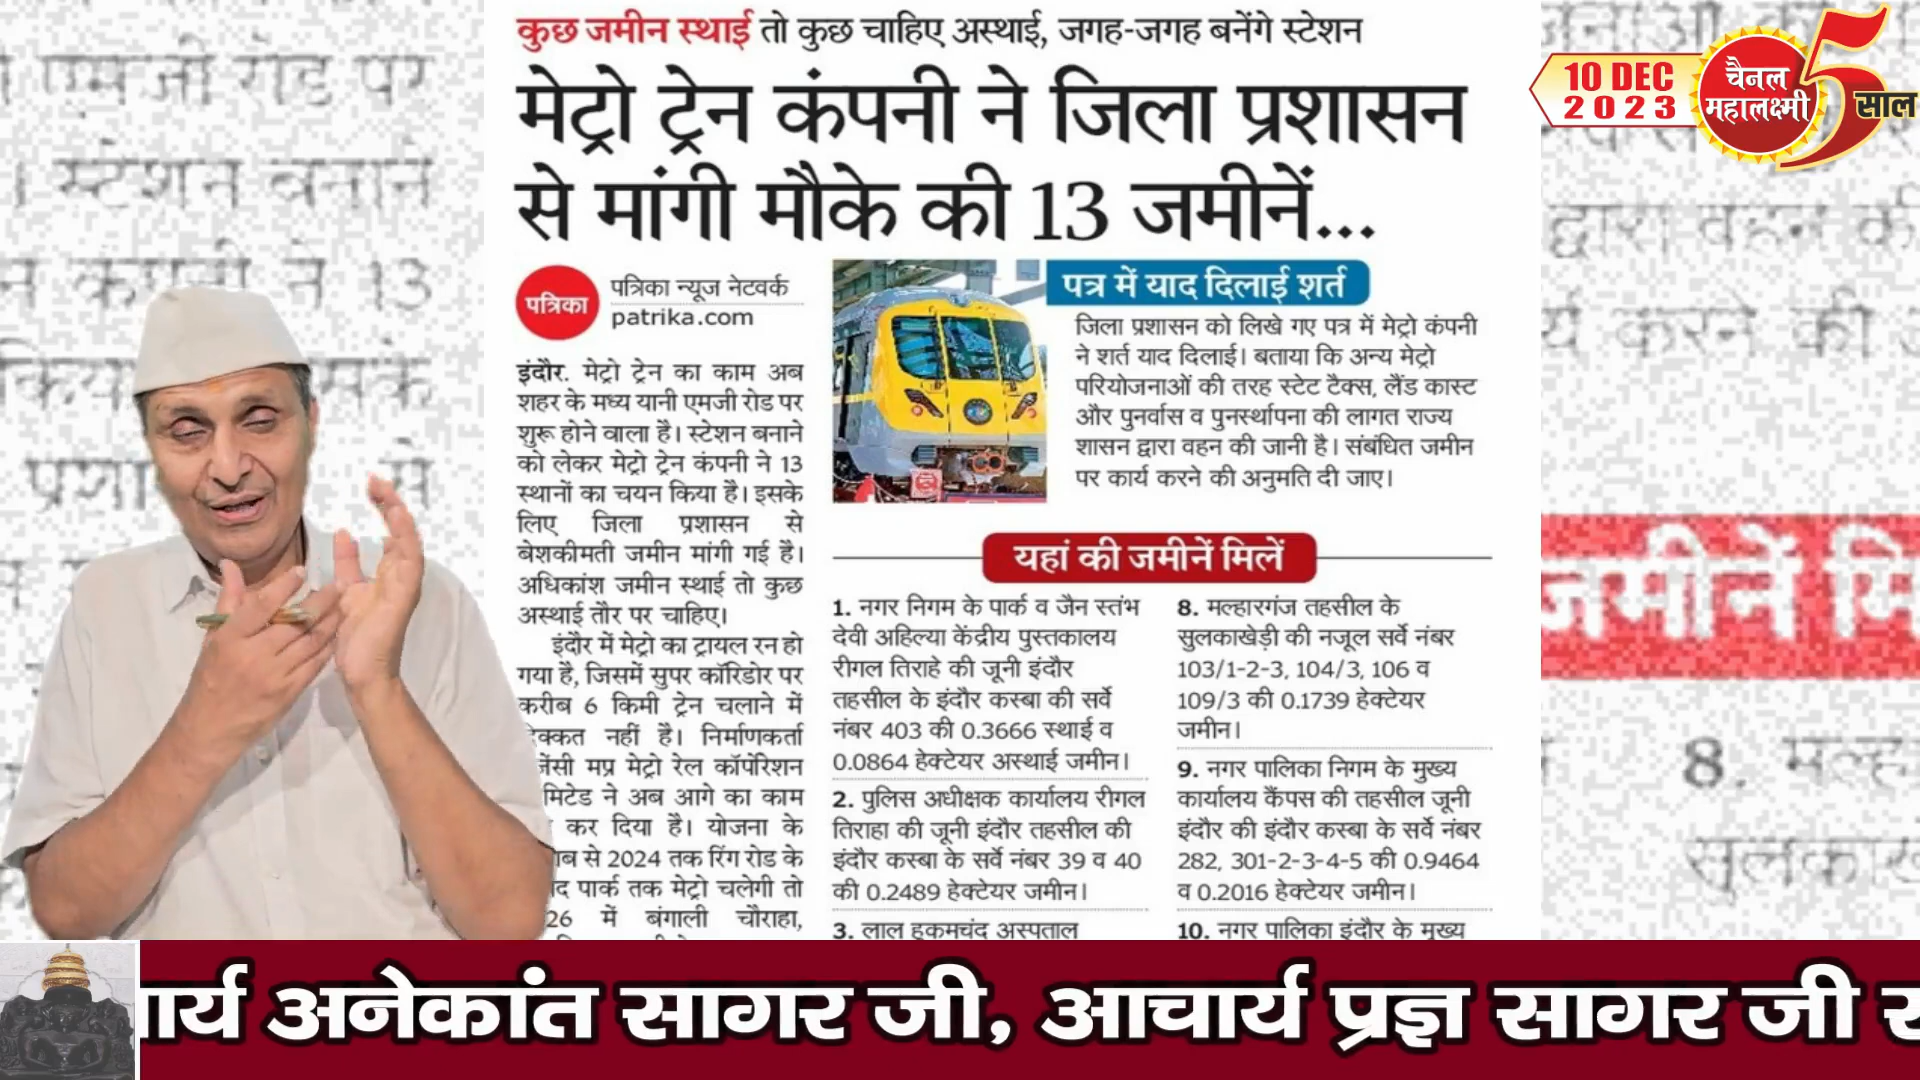 कुछ जमीन स्थाई तो कुछ चाहिए अस्थाई, जगह-जगह बनेंगे स्टेशन
मेट्रो ट्रेन कंपनी ने जिला प्रशासन
से मांगी मौके की 13 जमीनें...
पत्रिका
पत्रिका न्यूज नेटवर्क
patrika.com
इंदौर. मेट्रो ट्रेन का काम अब
शहर के मध्य यानी एमजी रोड पर
शुरू होने वाला है। स्टेशन बनाने
को लेकर मेट्रो ट्रेन कंपनी ने 13
स्थानों का चयन किया है। इसके
लिए जिला प्रशासन से
बेशकीमती जमीन मांगी गई है।
अधिकांश जमीन स्थाई तो कुछ
अस्थाई तौर पर चाहिए।
इंदौर में मेट्रो का ट्रायल रन हो
गया है, जिसमें सुपर कॉरिडोर पर
करीब 6 किमी ट्रेन चलाने में
नहीं है। निर्माणकर्ता
मप्र मेट्रो रेल कॉर्पोरेशन
ने अब आगे का काम
कर दिया है। योजना के
से 2024 तक रिंग रोड के
पार्क तक मेट्रो चलेगी तो
26 में बंगाली चौराहा,
पत्र में याद दिलाई शर्त
जिला प्रशासन को लिखे गए पत्र में मेट्रो कंपनी
ने शर्त याद दिलाई। बताया कि अन्य मेट्रो
परियोजनाओं की तरह स्टेट टैक्स, लैंड कास्ट
और पुनर्वास व पुनर्स्थापना की लागत राज्य
शासन द्वारा वहन की जानी है। संबंधित जमीन
पर कार्य करने की अनुमति दी जाए।
यहां की जमीनें मिलें
1. नगर निगम के पार्क व जैन स्तंभ
देवी अहिल्या केंद्रीय पुस्तकालय
रीगल तिराहे की जूनी इंदौर
तहसील के इंदौर कस्बा की सर्वे
नंबर 403 की 0.3666 स्थाई व
0.0864 हेक्टेयर अस्थाई जमीन।
2. पुलिस अधीक्षक कार्यालय रीगल
तिराहा की जूनी इंदौर तहसील की
इंदौर कस्बा के सर्वे नंबर 39 व 40
की 0.2489 हेक्टेयर जमीन।
3. लाल हुकमचंद अस्पताल
8. मल्हारगंज तहसील के
सुलकाखेड़ी की नजूल सर्वे नंबर
103/1-2-3, 104/3, 106 व
109/3 की 0.1739 हेक्टेयर
जमीन।
9. नगर पालिका निगम के मुख्य
कार्यालय कैंपस की तहसील जूनी
इंदौर की इंदौर कस्बा के सर्वे नंबर
282, 301-2-3-4-5 की 0.9464
व 0.2016 हेक्टेयर जमीन।
10. नगर पालिका इंदौर के मुख्य
10 DEC
2023
चैनल
महालक्ष्मी
5
साल
र्य अनेकांत सागर जी, आचार्य प्रज्ञ सागर जी